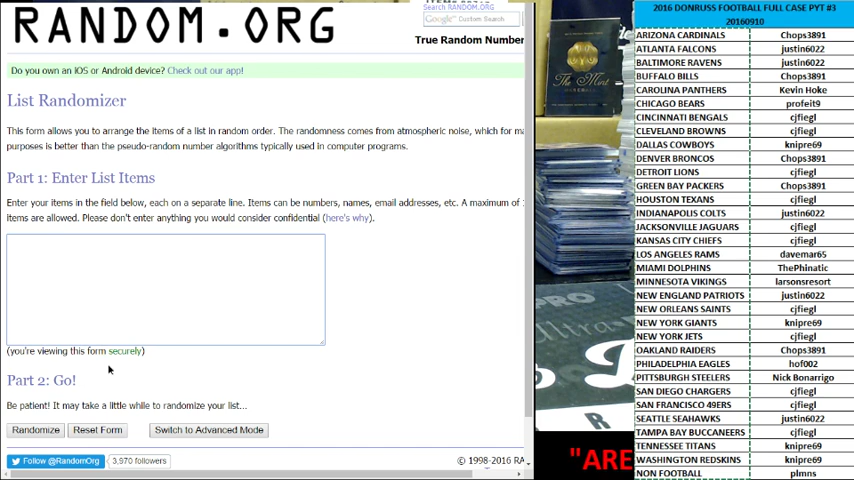 RANDOM.ORG
Search RANDOM.ORG
Google™ Custom Search
True Random Number
Do you own an iOS or Android device? Check out our app!
List Randomizer
This form allows you to arrange the items of a list in random order. The randomness comes from atmospheric noise, which for ma
purposes is better than the pseudo-random number algorithms typically used in computer programs.
Part 1: Enter List Items
Enter your items in the field below, each on a separate line. Items can be numbers, names, email addresses, etc. A maximum of
items are allowed. Please don't enter anything you would consider confidential (here's why).
(you're viewing this form securely)
Part 2: Go!
Be patient! It may take a little while to randomize your list...
Randomize
Reset Form
Switch to Advanced Mode
Follow @RandomOrg
3,970 followers
© 1998-2016 RA
The Mint
PRO
Ultra-
R
"ARE
2016 DONRUSS FOOTBALL FULL CASE PYT #3
20160910
ARIZONA CARDINALS Chops3891
ATLANTA FALCONS justin6022
BALTIMORE RAVENS justin6022
BUFFALO BILLS Chops3891
CAROLINA PANTHERS Kevin Hoke
CHICAGO BEARS profeit9
CINCINNATI BENGALS cjfiegl
CLEVELAND BROWNS cjfiegl
DALLAS COWBOYS knipre69
DENVER BRONCOS Chops3891
DETROIT LIONS cjfiegl
GREEN BAY PACKERS Chops3891
HOUSTON TEXANS cjfiegl
INDIANAPOLIS COLTS justin6022
JACKSONVILLE JAGUARS cjfiegl
KANSAS CITY CHIEFS cjfiegl
LOS ANGELES RAMS davemar65
MIAMI DOLPHINS ThePhinatic
MINNESOTA VIKINGS larsonsresort
NEW ENGLAND PATRIOTS justin6022
NEW ORLEANS SAINTS cjfiegl
NEW YORK GIANTS knipre69
NEW YORK JETS cjfiegl
OAKLAND RAIDERS Chops3891
PHILADELPHIA EAGLES hof002
PITTSBURGH STEELERS Nick Bonarrigo
SAN DIEGO CHARGERS cjfiegl
SAN FRANCISCO 49ERS cjfiegl
SEATTLE SEAHAWKS justin6022
TAMPA BAY BUCCANEERS cjfiegl
TENNESSEE TITANS knipre69
WASHINGTON REDSKINS knipre69
NON FOOTBALL plmns